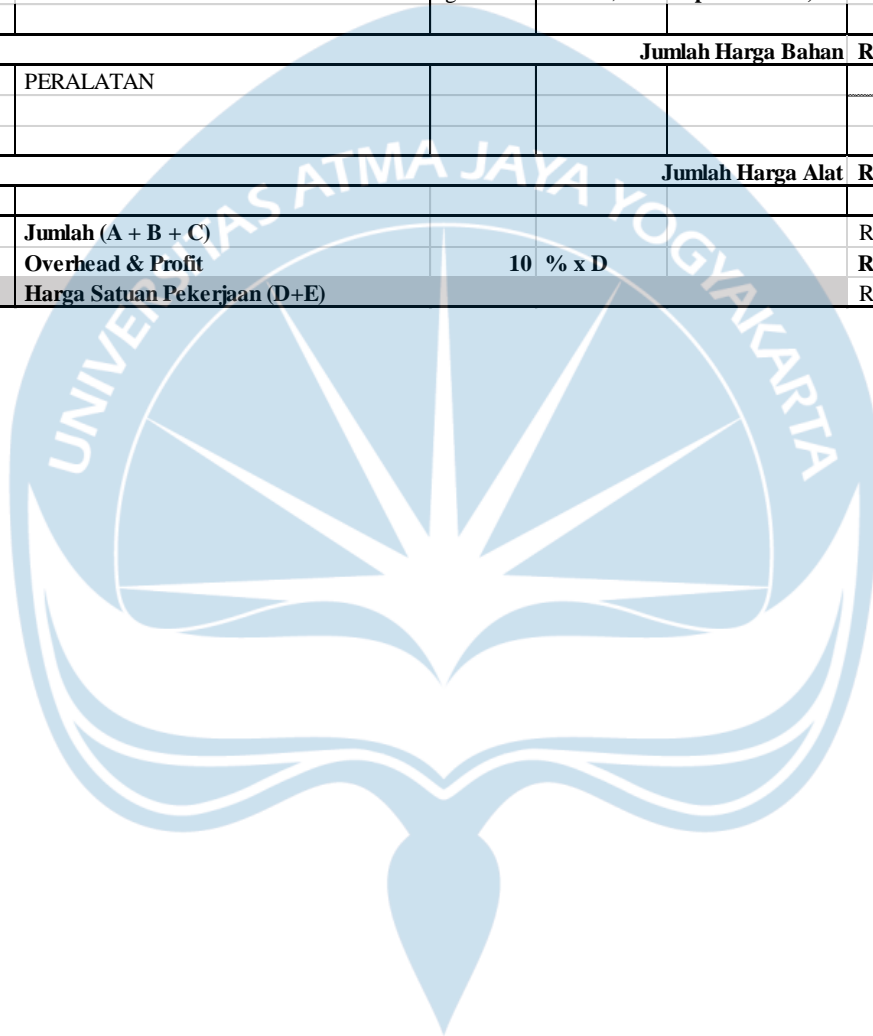 Jumlah Harga Bahan R
PERALATAN
Jumlah Harga Alat R
Jumlah (A + B + C) R
Overhead & Profit 10 % x D R
Harga Satuan Pekerjaan (D+E) R
UNIVERSITAS ATMA JAYA YOGYAKARTA